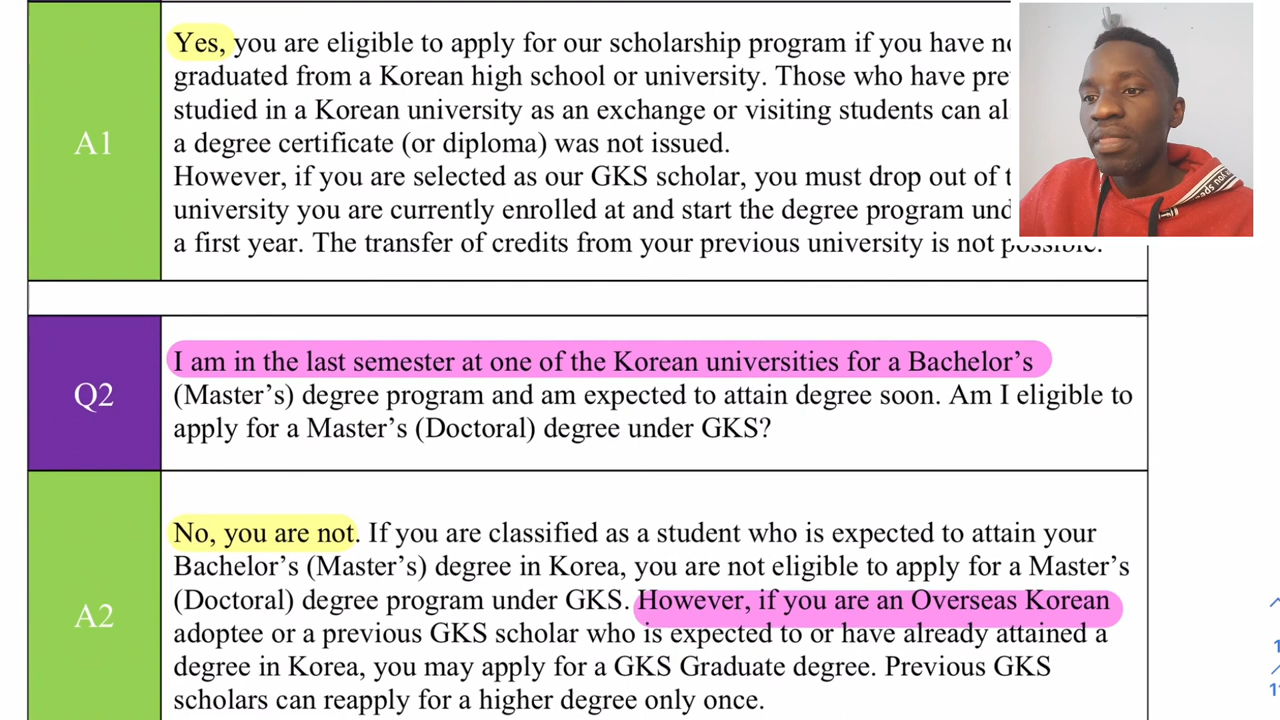 A1
Yes, you are eligible to apply for our scholarship program if you have
graduated from a Korean high school or university. Those who have
studied in a Korean university as an exchange or visiting students can
a degree certificate (or diploma) was not issued.
However, if you are selected as our GKS scholar, you must drop out of
university you are currently enrolled at and start the degree program
a first year. The transfer of credits from your previous university is not possible.
Q2
I am in the last semester at one of the Korean universities for a Bachelor’s
(Master’s) degree program and am expected to attain degree soon. Am I eligible to
apply for a Master’s (Doctoral) degree under GKS?
A2
No, you are not. If you are classified as a student who is expected to attain your
Bachelor’s (Master’s) degree in Korea, you are not eligible to apply for a Master’s
(Doctoral) degree program under GKS. However, if you are an Overseas Korean
adoptee or a previous GKS scholar who is expected to or have already attained a
degree in Korea, you may apply for a GKS Graduate degree. Previous GKS
scholars can reapply for a higher degree only once.